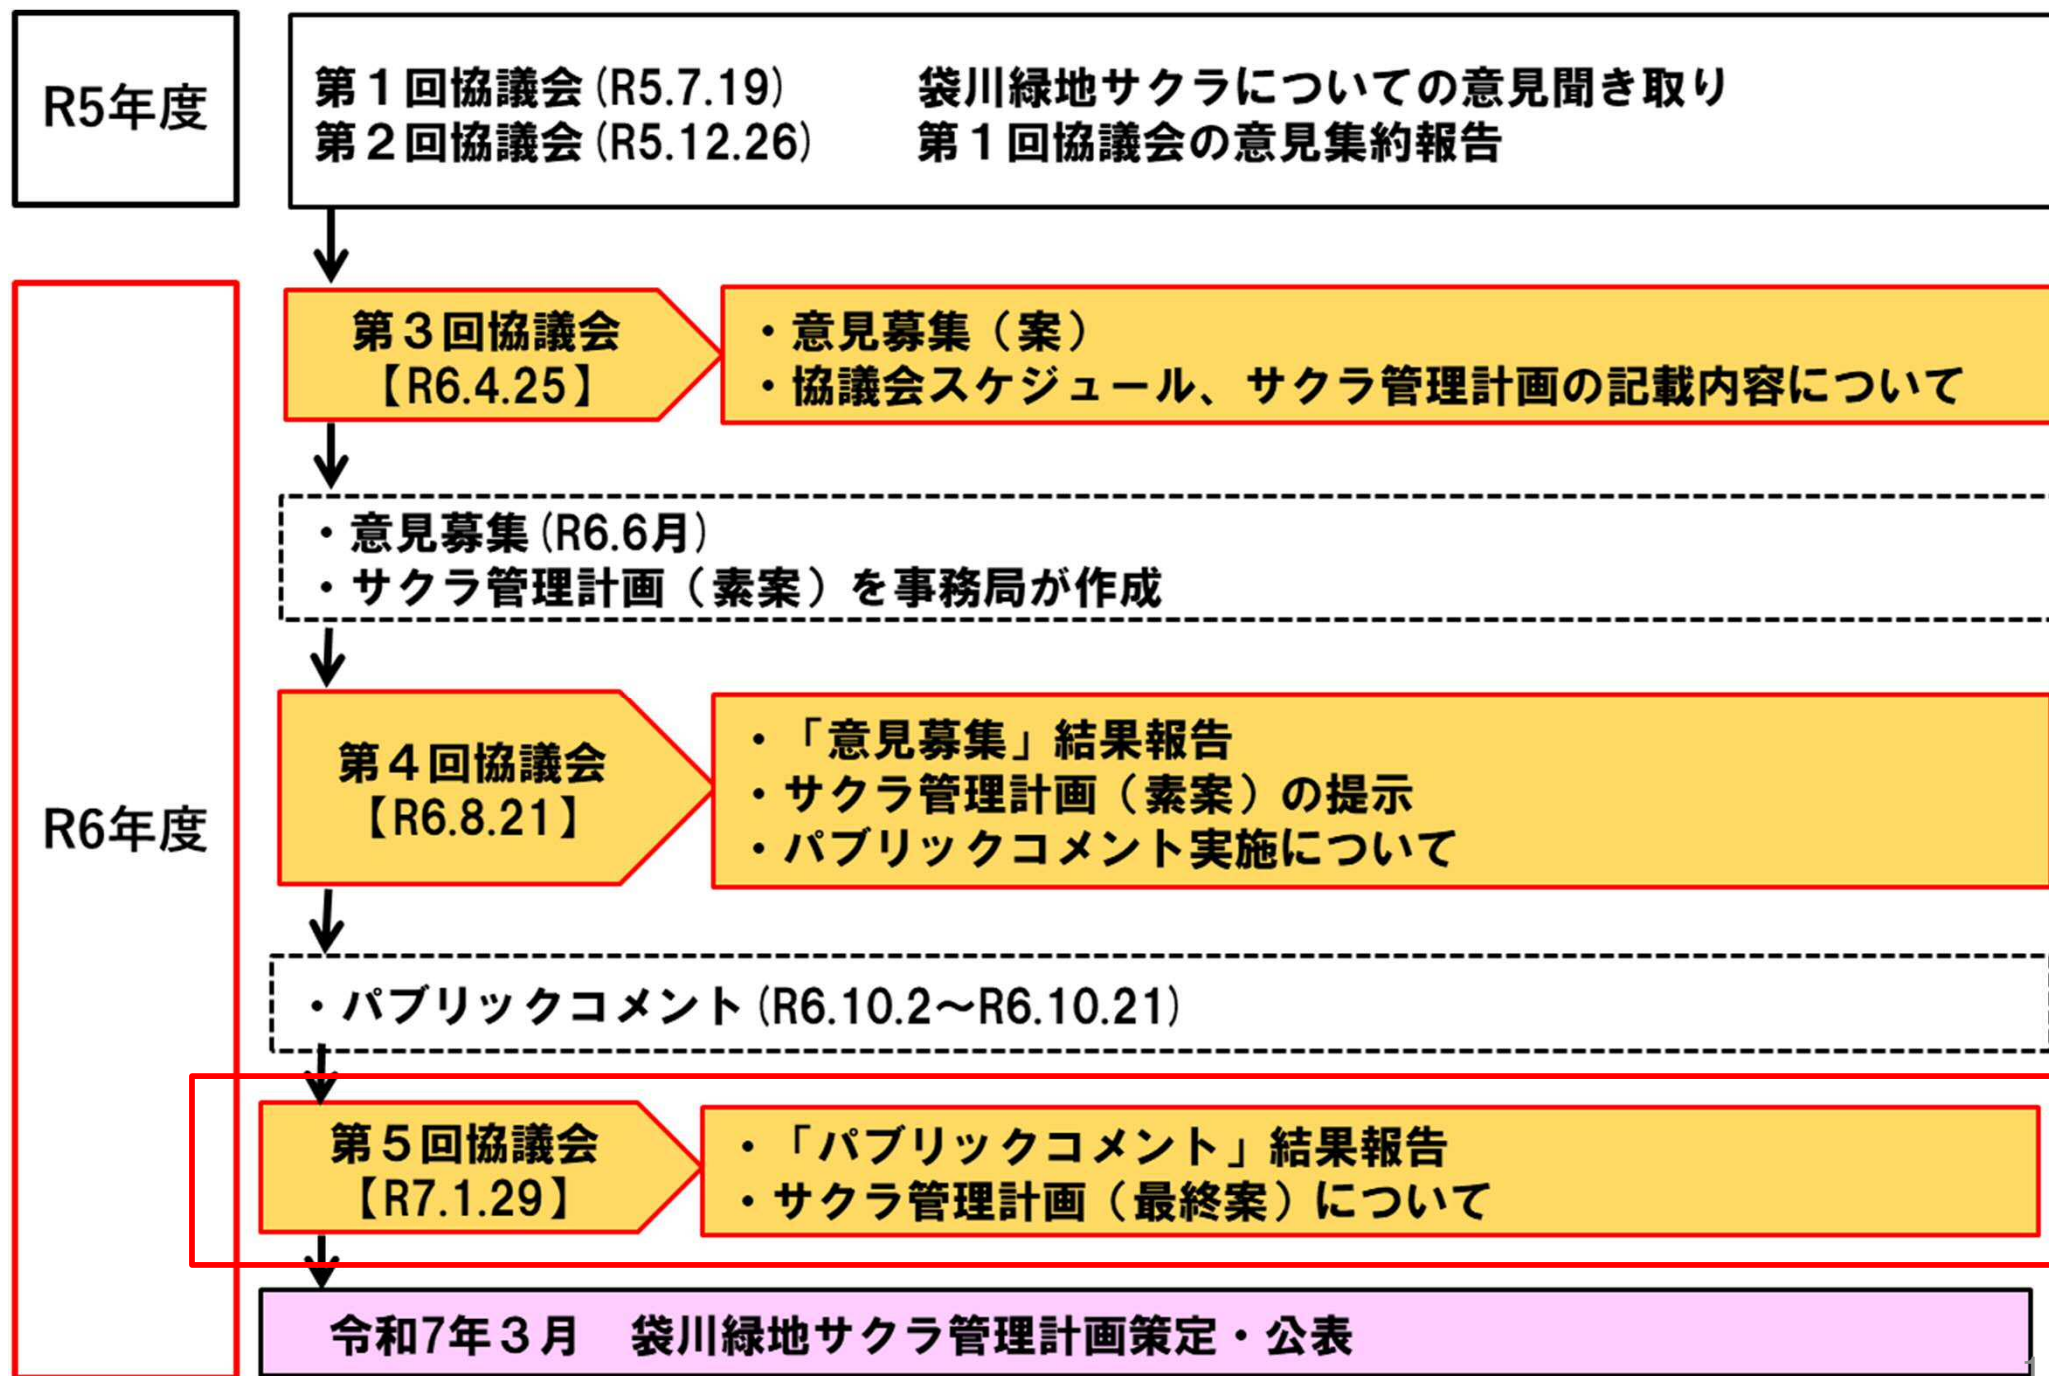 R5年度
第１回協議会(R5.7.19) 袋川緑地サクラについての意見聞き取り
第２回協議会(R5.12.26) 第１回協議会の意見集約報告
R6年度
第３回協議会
【R6.4.25】
・意見募集（案）
・協議会スケジュール、サクラ管理計画の記載内容について
・意見募集(R6.6月)
・サクラ管理計画（素案）を事務局が作成
第４回協議会
【R6.8.21】
・「意見募集」結果報告
・サクラ管理計画（素案）の提示
・パブリックコメント実施について
・パブリックコメント(R6.10.2～R6.10.21)
第５回協議会
【R7.1.29】
・「パブリックコメント」結果報告
・サクラ管理計画（最終案）について
令和7年３月　袋川緑地サクラ管理計画策定・公表
1